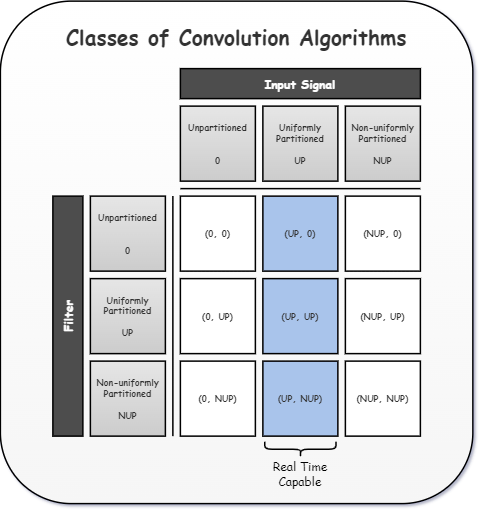 Classes of Convolution Algorithms
Input Signal
Unpartitioned
0
Uniformly
Partitioned
UP
Non-uniformly
Partitioned
NUP
Filter
Unpartitioned
0
(0, 0)
(UP, 0)
(NUP, 0)
Uniformly
Partitioned
UP
(0, UP)
(UP, UP)
(NUP, UP)
Non-uniformly
Partitioned
NUP
(0, NUP)
(UP, NUP)
(NUP, NUP)
Real Time
Capable